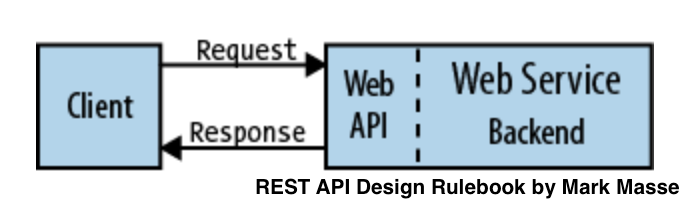 Client
Request
Response
Web
API
Web Service
Backend
REST API Design Rulebook by Mark Masse